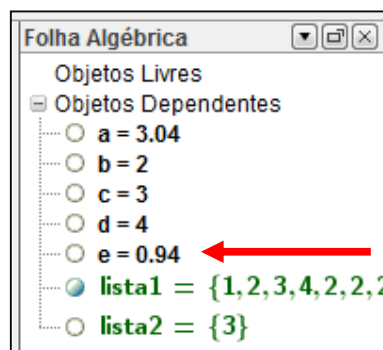 Folha Algébrica
Objetos Livres
Objetos Dependentes
a = 3.04
b = 2
c = 3
d = 4
e = 0.94
lista1 = {1,2,3,4,2,2,2
lista2 = {3}